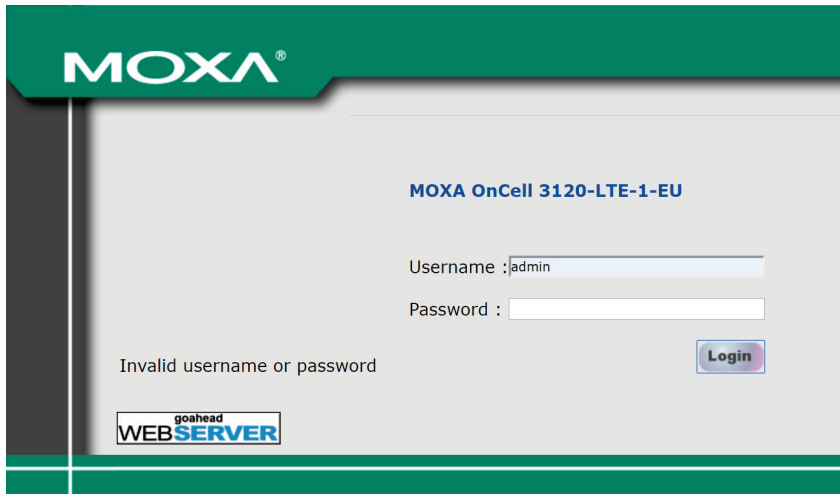 MOXA®
MOXA OnCell 3120-LTE-1-EU
Username : admin
Password :
Login
Invalid username or password
goahead
WEBSERVER